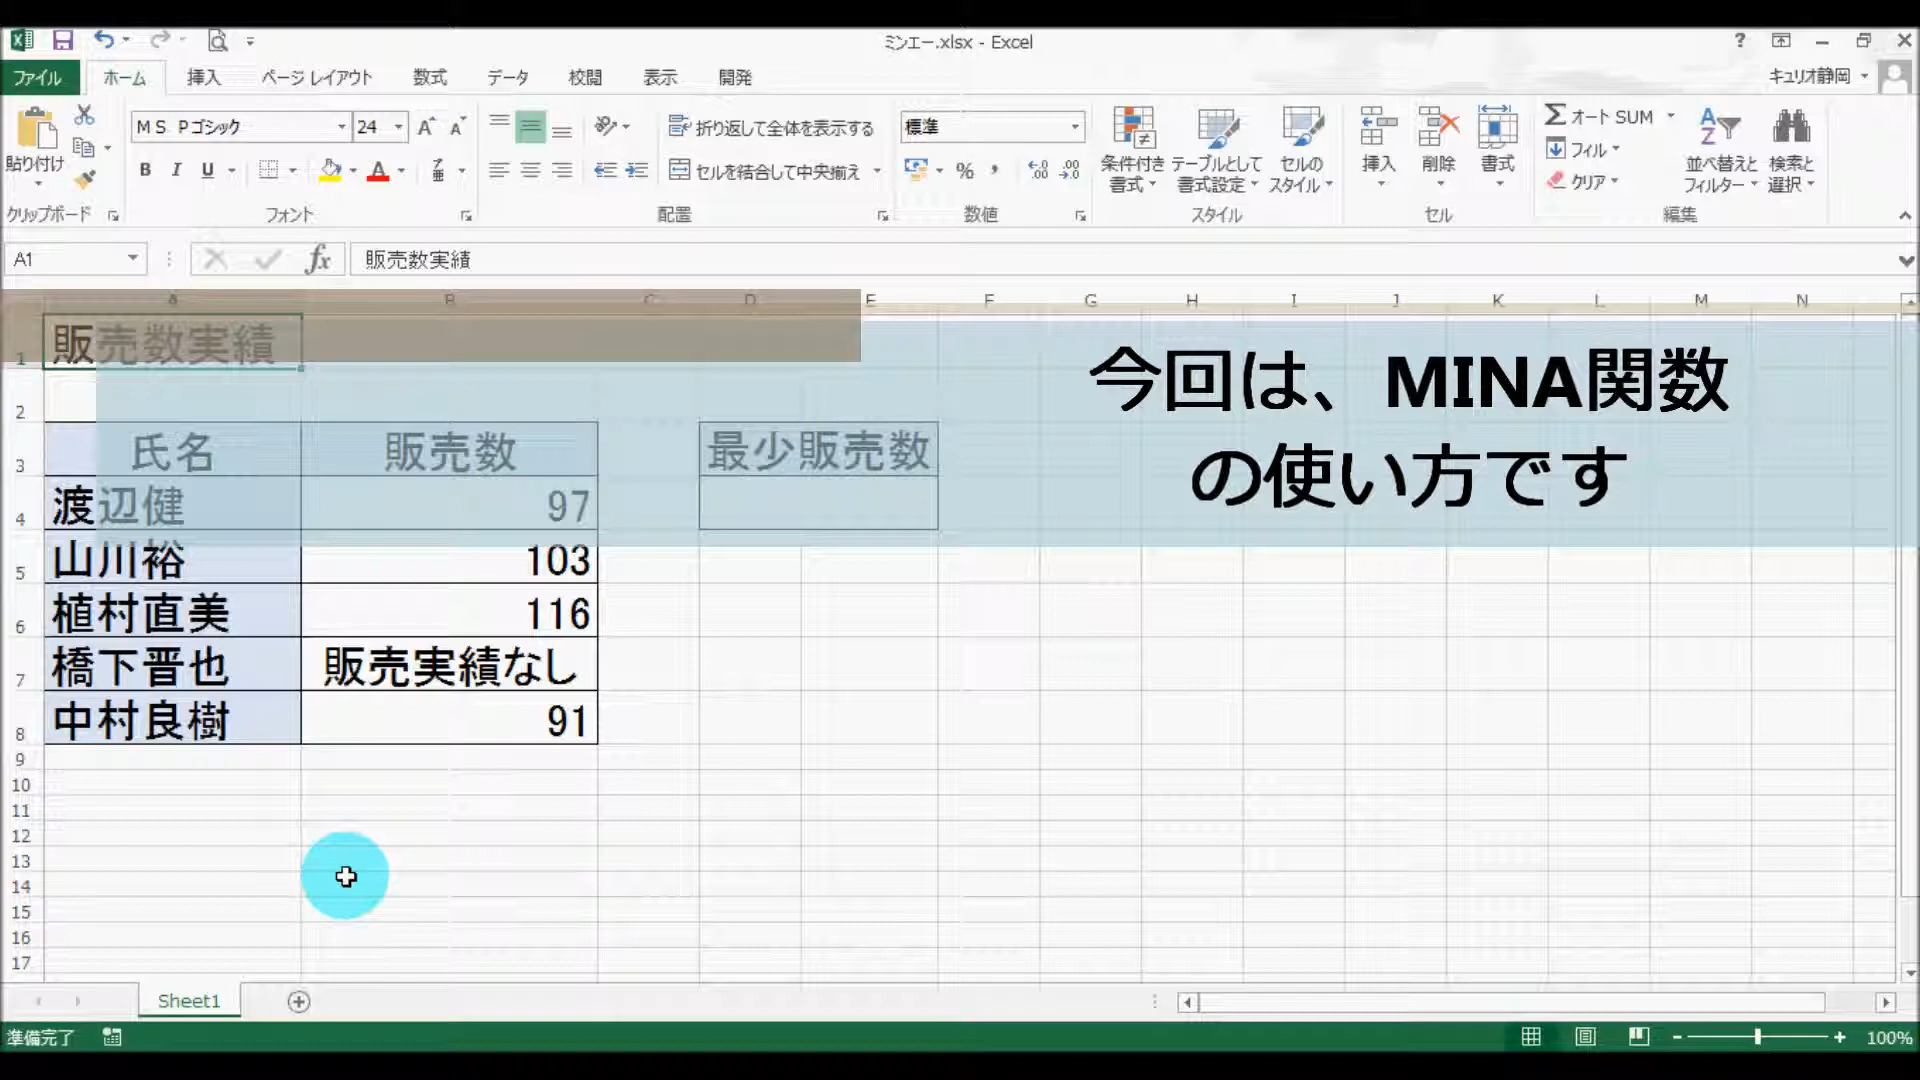 ミンエー.xlsx - Excel
ファイル ホーム 挿入 ページ レイアウト 数式 データ 校閲 表示 開発 キュリオ静岡
ＭＳ Ｐゴシック 24 折り返して全体を表示する 標準 オート SUM
貼り付け B I U セルを結合して中央揃え % 条件付き書式 テーブルとして書式設定 セルのスタイル 挿入 削除 書式 フィル クリア 並べ替えとフィルター 検索と選択
クリップボード フォント 配置 数値 スタイル セル 編集
A1 fx 販売数実績
A B C D E F G H I J K L M N
1 販売数実績
今回は、MINA関数
の使い方です
2
3 氏名 販売数 最少販売数
4 渡辺健 97
5 山川裕 103
6 植村直美 116
7 橋下晋也 販売実績なし
8 中村良樹 91
9
10
11
12
13
14
15
16
17
Sheet1
準備完了 100%